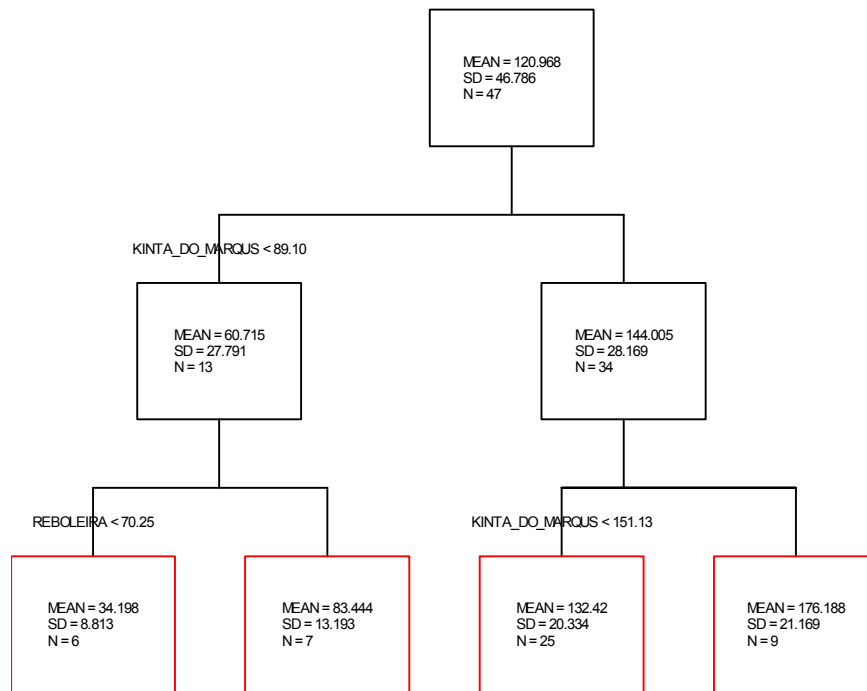 MEAN = 120.968
SD = 46.786
N = 47
KINTA_DO_MARQUS < 89.10
MEAN = 60.715
SD = 27.791
N = 13
MEAN = 144.005
SD = 28.169
N = 34
REBOLEIRA < 70.25
KINTA_DO_MARQUS < 151.13
MEAN = 34.198
SD = 8.813
N = 6
MEAN = 83.444
SD = 13.193
N = 7
MEAN = 132.42
SD = 20.334
N = 25
MEAN = 176.188
SD = 21.169
N = 9